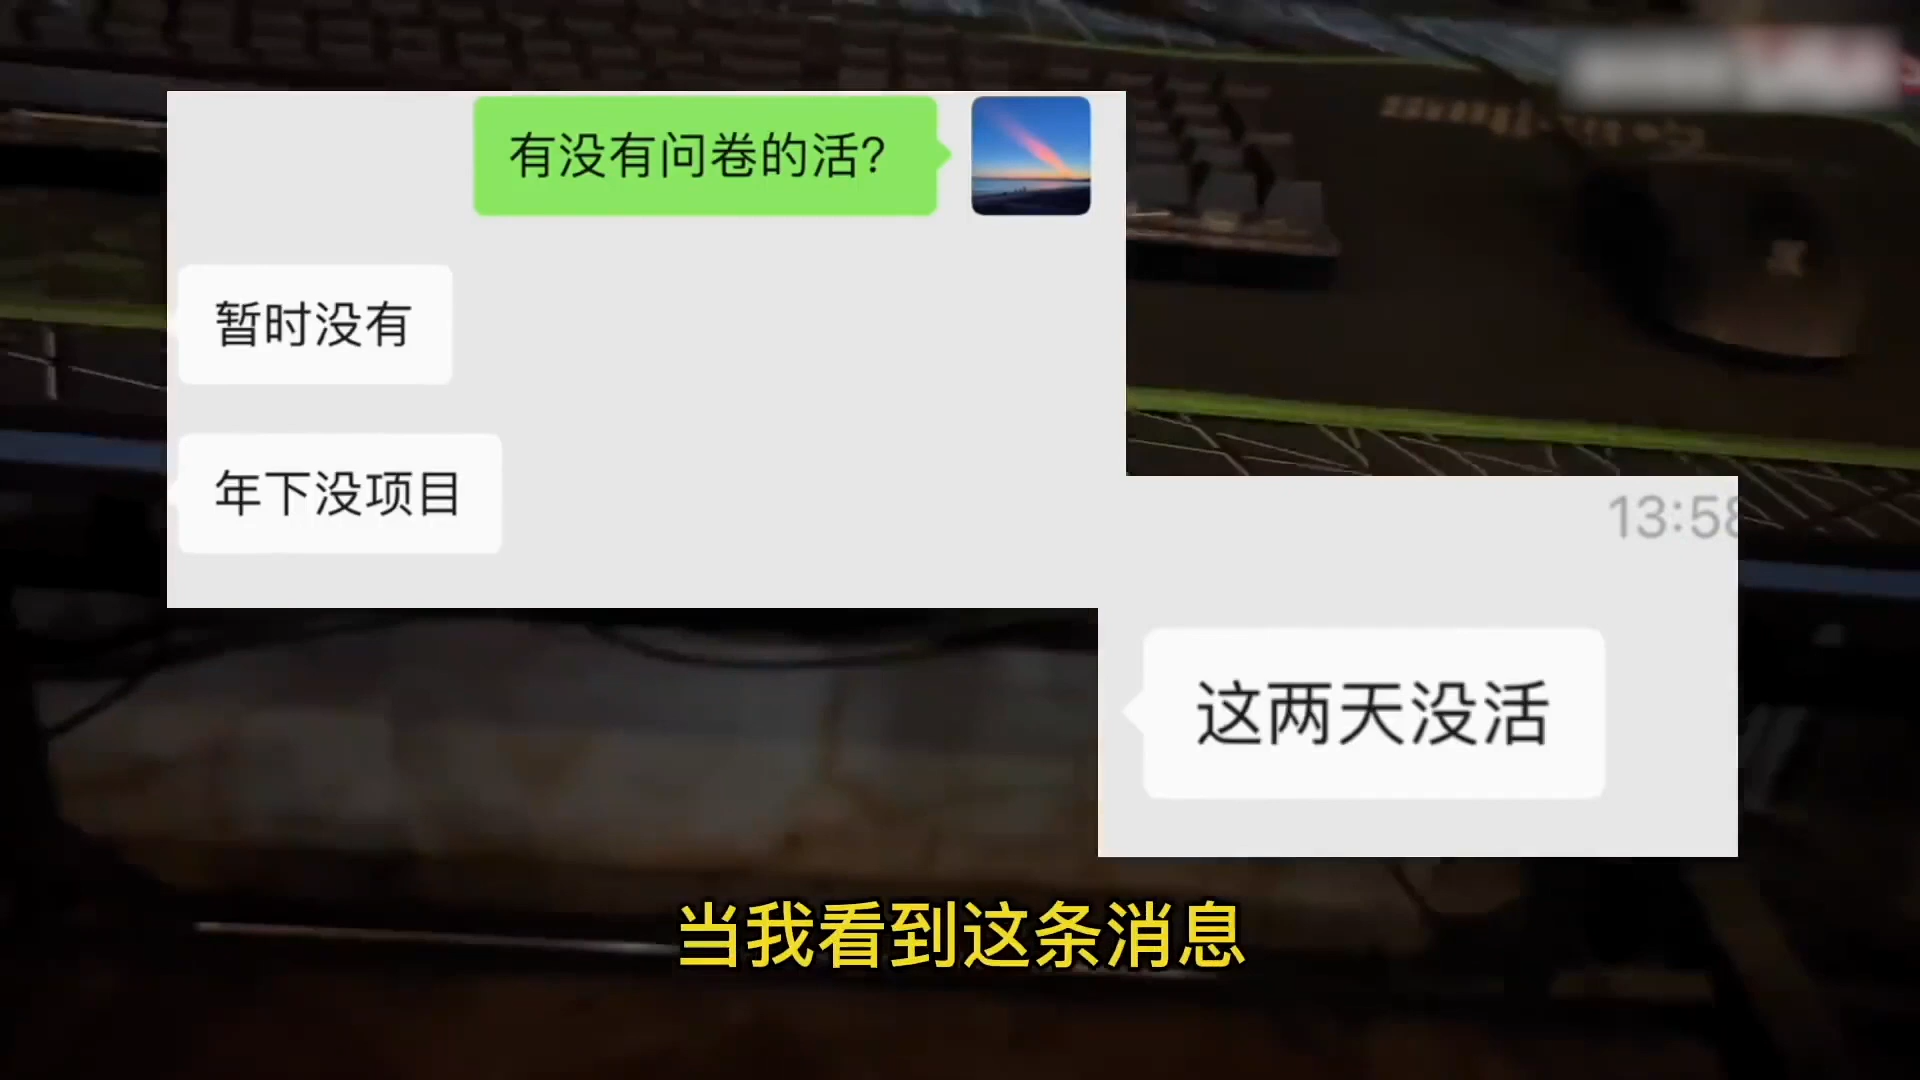 有没有问卷的活?
暂时没有
年下没项目
13:58
这两天没活
当我看到这条消息